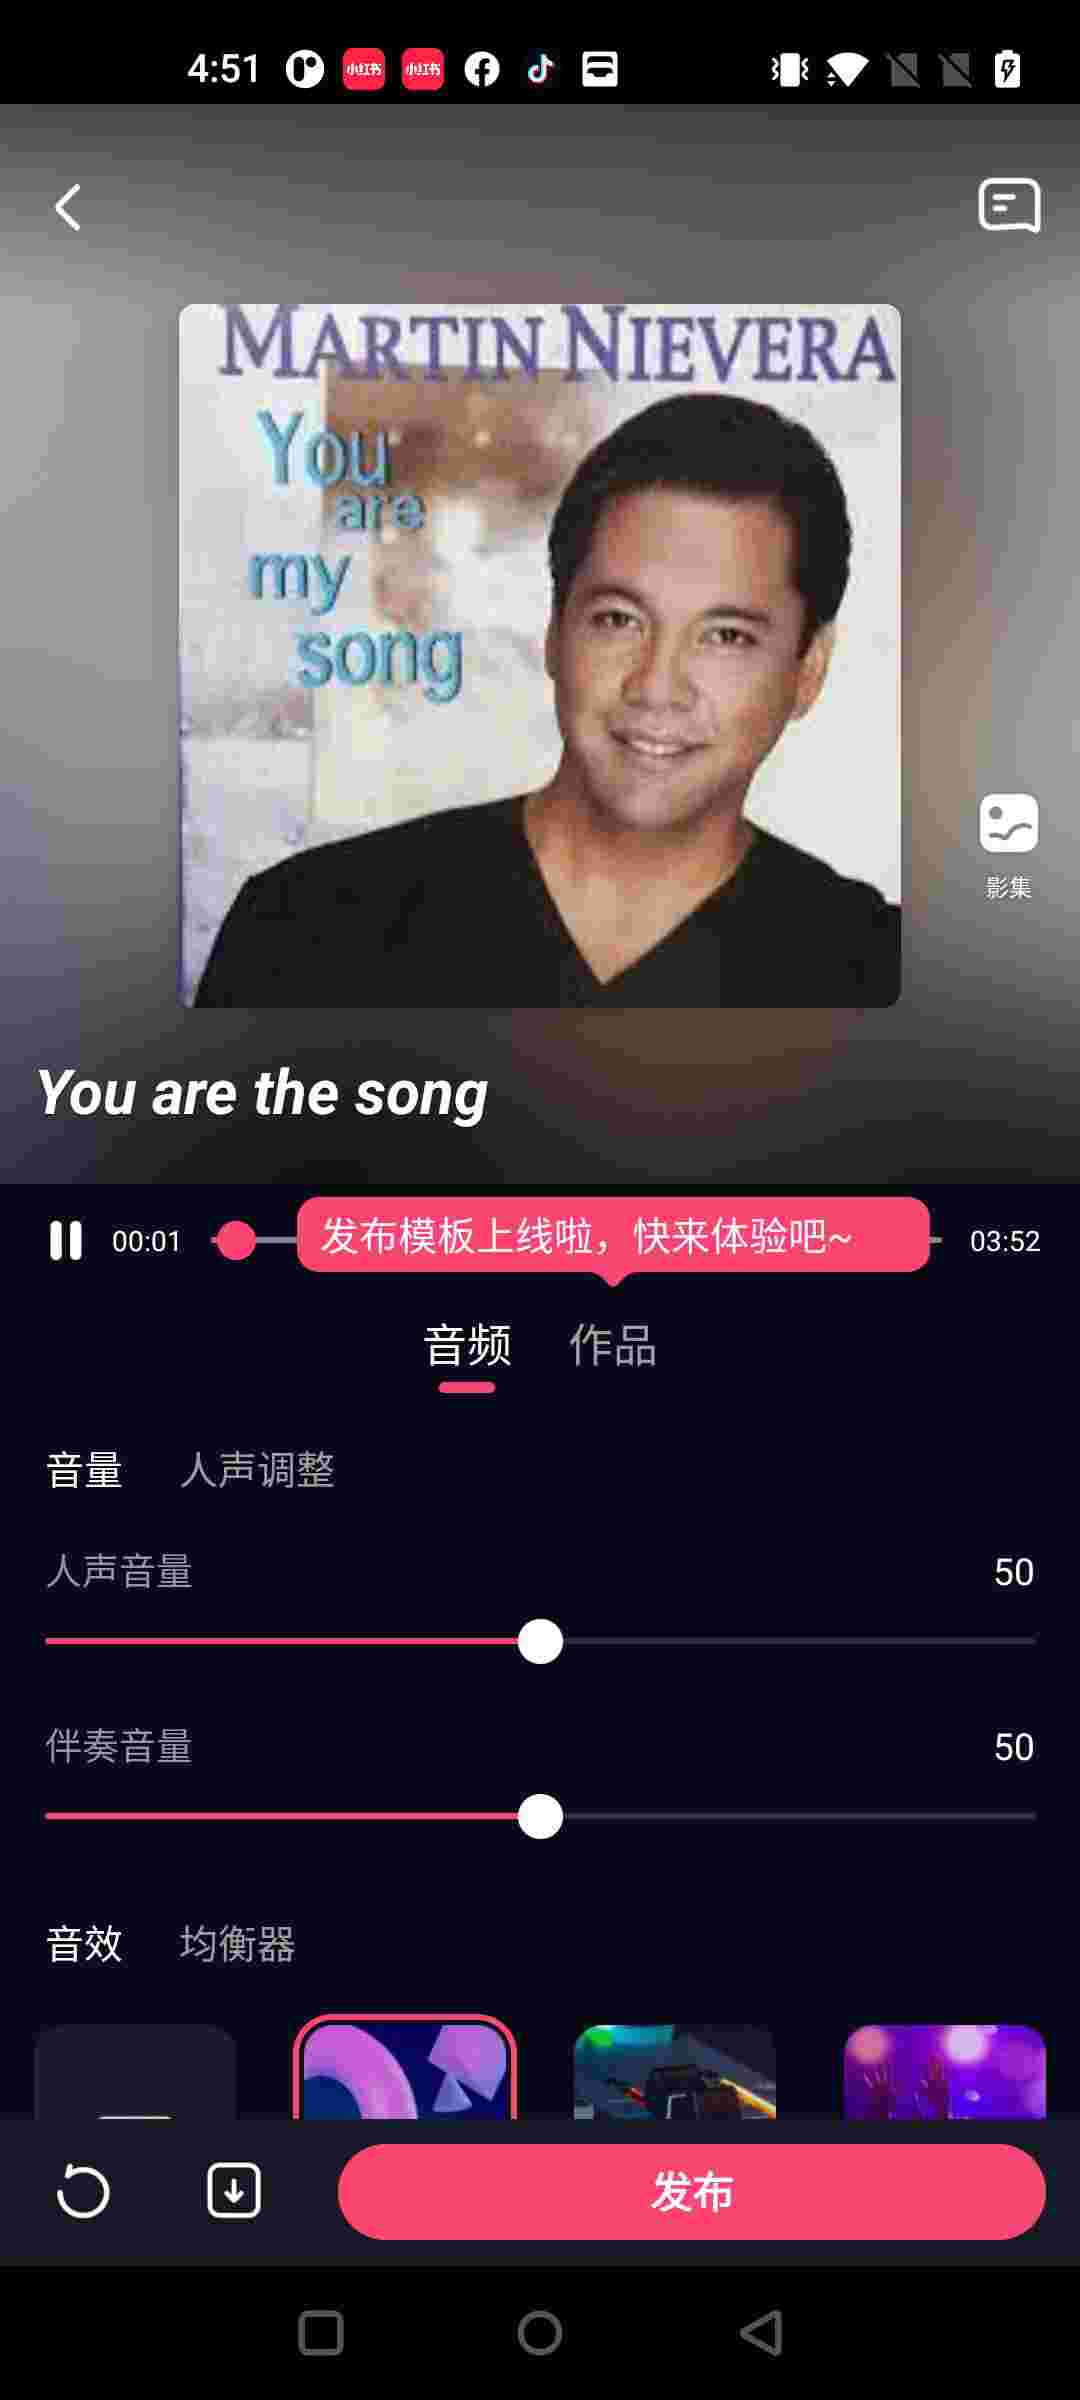 4:51
小红书 小红书
MARTIN NIEVERA
You
are
my
song
影集
You are the song
00:01 发布模板上线啦，快来体验吧~ 03:52
音频 作品
音量 人声调整
人声音量 50
伴奏音量 50
音效 均衡器
发布